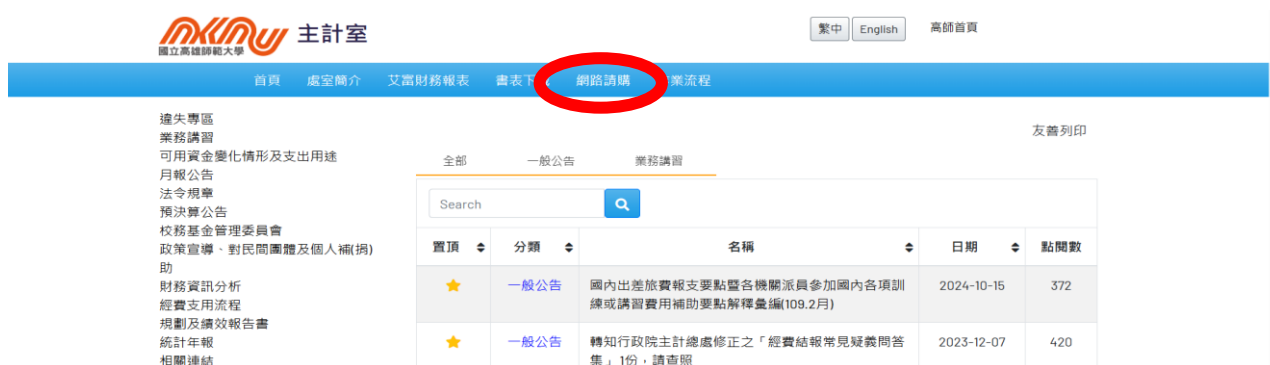 國立高雄師範大學
主計室
繁中 English 高師首頁
首頁 處室簡介 艾富財務報表 書表下 網路請購 業流程
違失專區
業務講習
可用資金變化情形及支出用途
月報公告
法令規章
預決算公告
校務基金管理委員會
政策宣導、對民間團體及個人補(捐)
助
財務資訊分析
經費支用流程
規劃及績效報告書
統計年報
相關連結
友善列印
全部 一般公告 業務講習
Search
置頂 分類 名稱 日期 點閱數
一般公告 國內出差旅費報支要點暨各機關派員參加國內各項訓 2024-10-15 372
練或講習費用補助要點解釋彙編(109.2月)
一般公告 轉知行政院主計總處修正之「經費結報常見疑義問答 2023-12-07 420
集」1份，請查照